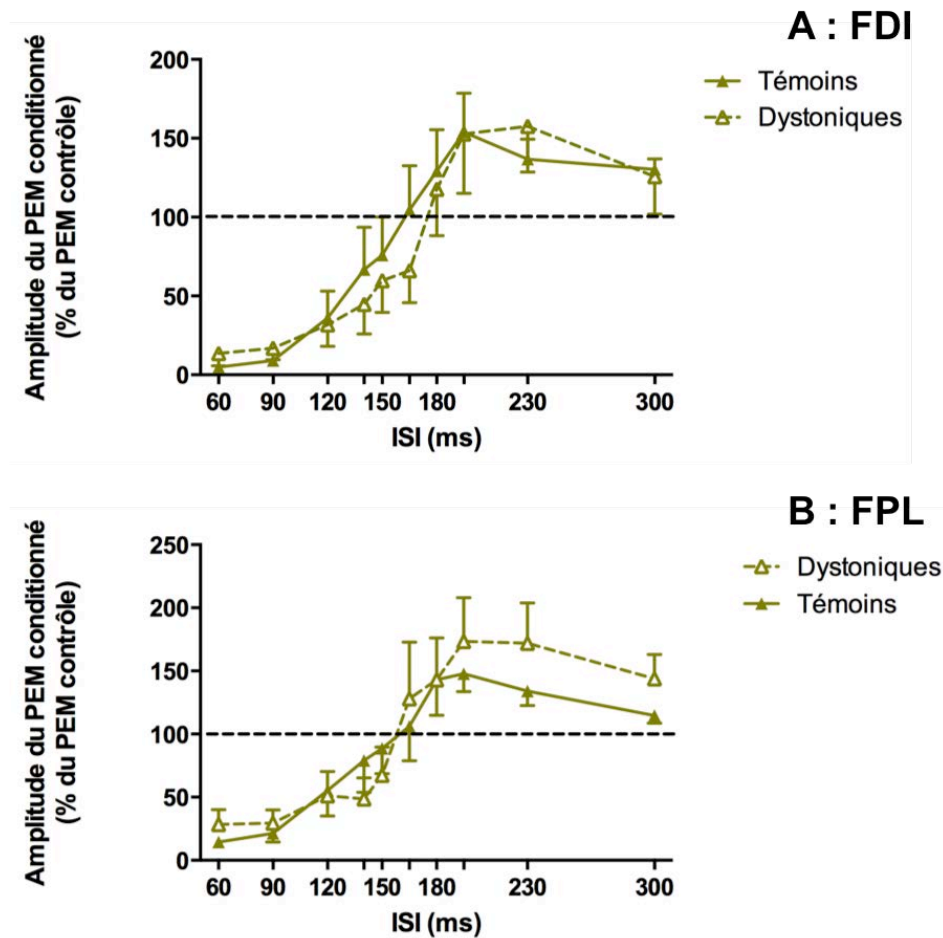 A : FDI
Amplitude du PEM conditionné
(% du PEM contrôle)
200
150
100
50
0
60 90 120 150 180 230 300
ISI (ms)
Témoins
Dystoniques
B : FPL
Amplitude du PEM conditionné
(% du PEM contrôle)
250
200
150
100
50
0
60 90 120 150 180 230 300
ISI (ms)
Dystoniques
Témoins